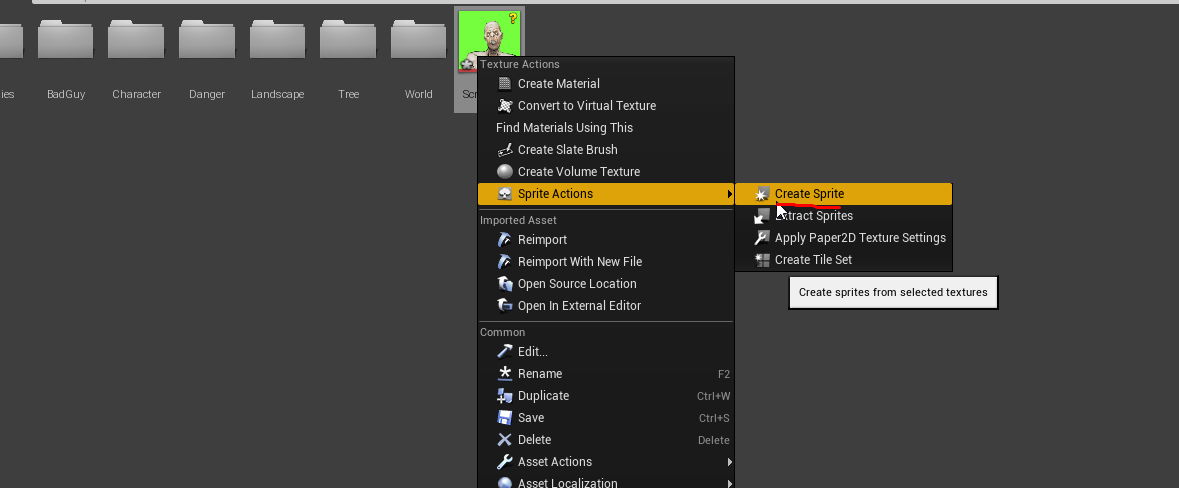 ies BadGuy Character Danger Landscape Tree World Scr
?
Texture Actions
Create Material
Convert to Virtual Texture
Find Materials Using This
Create Slate Brush
Create Volume Texture
Sprite Actions
Create Sprite
Extract Sprites
Apply Paper2D Texture Settings
Create Tile Set
Create sprites from selected textures
Imported Asset
Reimport
Reimport With New File
Open Source Location
Open In External Editor
Common
Edit...
Rename F2
Duplicate Ctrl+W
Save Ctrl+S
Delete Delete
Asset Actions
Asset Localization